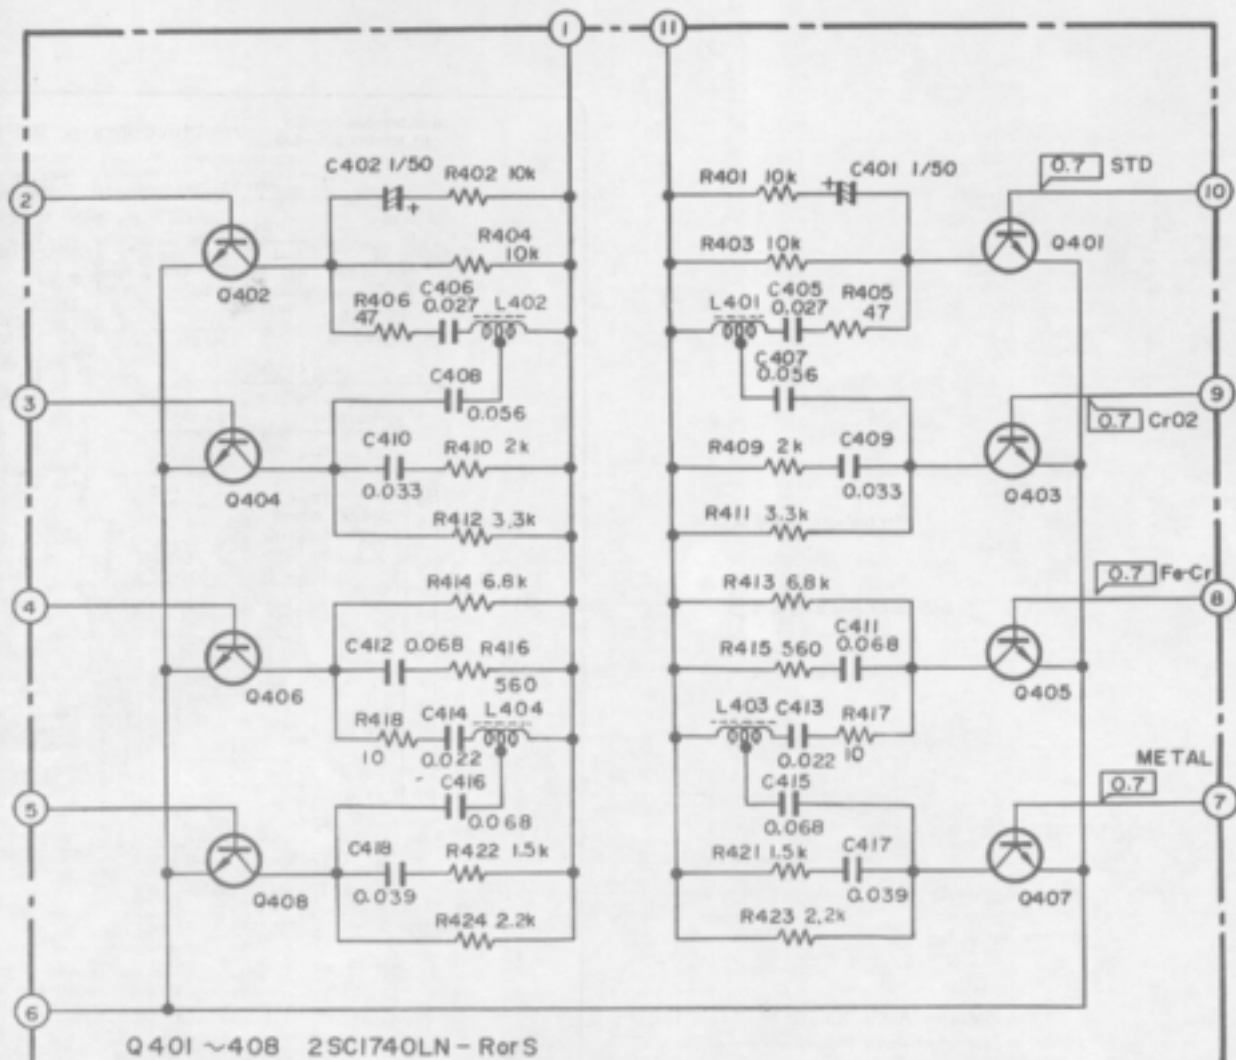 1
11
C402 1/50
R402 10k
R401 10k
C401 1/50
0.7 STD
2
10
R404
10k
R403
10k
Q401
Q402
R406
47
C406
0.027
L402
L401
C405
0.027
R405
47
C408
0.056
C407
0.056
3
9
0.7 CrO2
C410
0.033
R410 2k
R409 2k
C409
0.033
Q404
Q403
R412 3.3k
R411 3.3k
R414 6.8k
R413 6.8k
0.7 Fe-Cr
4
8
C412 0.068
R416
560
R415 560
C411
0.068
Q406
Q405
R418
10
C414
0.022
L404
L403
C413
0.022
R417
10
METAL
0.7
C416
0.068
C415
0.068
5
7
C418
0.039
R422 1.5k
R421 1.5k
C417
0.039
Q408
Q407
R424 2.2k
R423 2.2k
6
Q401 ~408 2SC1740LN-RorS